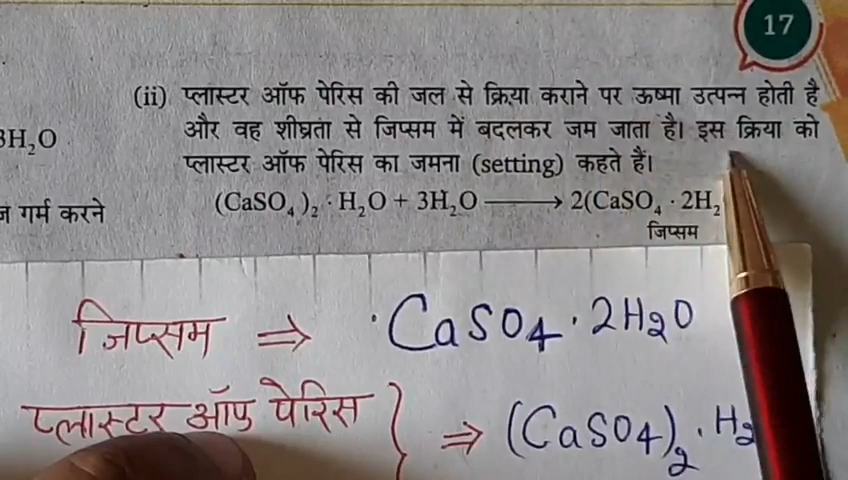 17
(ii) प्लास्टर ऑफ पेरिस की जल से क्रिया कराने पर ऊष्मा उत्पन्न होती है
और वह शीघ्रता से जिप्सम में बदलकर जम जाता है। इस क्रिया को
3H₂O
प्लास्टर ऑफ पेरिस का जमना (setting) कहते हैं।
(CaSO₄)₂ · H₂O + 3H₂O ⟶ 2(CaSO₄ · 2H₂
ज गर्म करने
जिप्सम
जिप्सम ⇒ CaSO₄ · 2H₂O
प्लास्टर ऑफ पेरिस } ⇒ (CaSO₄)₂ · H₂